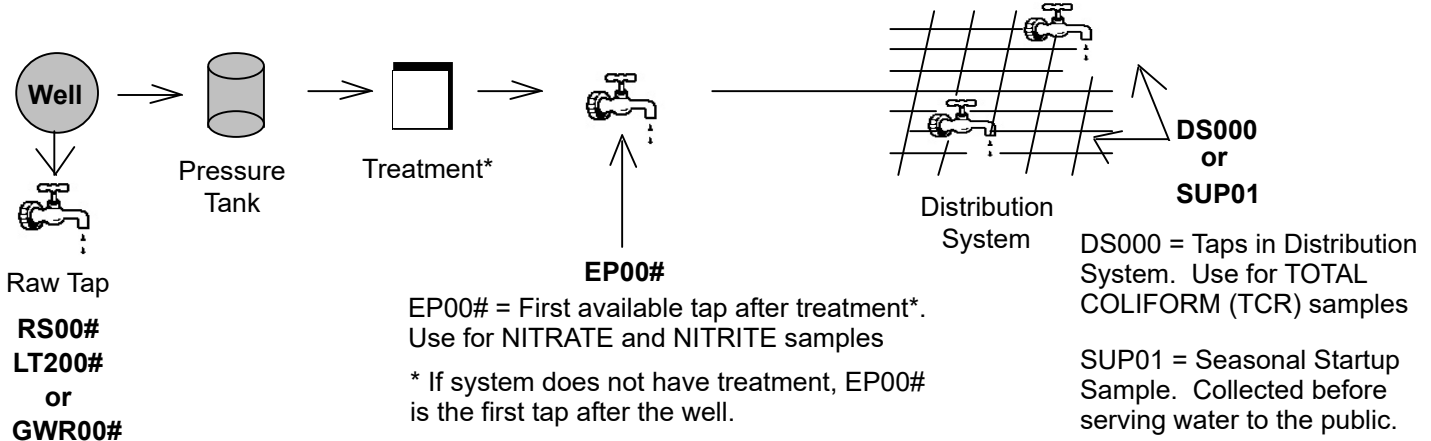 Well
Pressure
Tank
Treatment*
Raw Tap
RS00#
LT200#
or
GWR00#
EP00#
EP00# = First available tap after treatment*.
Use for NITRATE and NITRITE samples
* If system does not have treatment, EP00#
is the first tap after the well.
Distribution
System
DS000
or
SUP01
DS000 = Taps in Distribution
System. Use for TOTAL
COLIFORM (TCR) samples
SUP01 = Seasonal Startup
Sample. Collected before
serving water to the public.